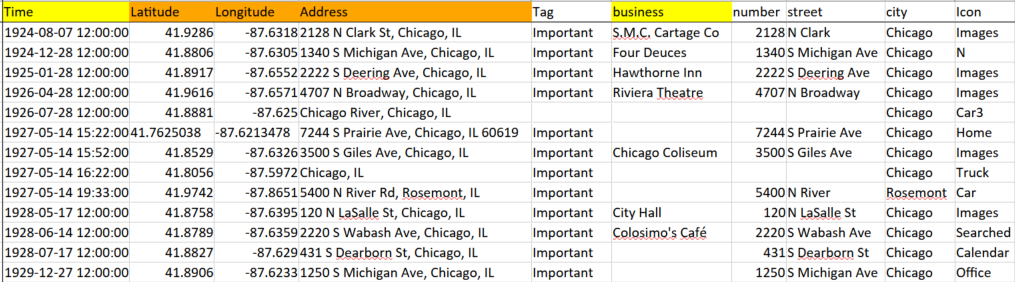 Time Latitude Longitude Address Tag business number street city Icon
1924-08-07 12:00:00 41.9286 -87.6318 2128 N Clark St, Chicago, IL Important S.M.C. Cartage Co 2128 N Clark Chicago Images
1924-12-28 12:00:00 41.8806 -87.6305 1340 S Michigan Ave, Chicago, IL Important Four Deuces 1340 S Michigan Ave Chicago N
1925-01-28 12:00:00 41.8917 -87.6552 2222 S Deering Ave, Chicago, IL Important Hawthorne Inn 2222 S Deering Ave Chicago Images
1926-04-28 12:00:00 41.9616 -87.6571 4707 N Broadway, Chicago, IL Important Riviera Theatre 4707 N Broadway Chicago Images
1926-07-28 12:00:00 41.8881 -87.625 Chicago River, Chicago, IL Chicago Car3
1927-05-14 15:22:00 41.7625038 -87.6213478 7244 S Prairie Ave, Chicago, IL 60619 Important 7244 S Prairie Ave Chicago Home
1927-05-14 15:52:00 41.8529 -87.6326 3500 S Giles Ave, Chicago, IL Important Chicago Coliseum 3500 S Giles Ave Chicago Images
1927-05-14 16:22:00 41.8056 -87.5972 Chicago, IL Important Chicago Truck
1927-05-14 19:33:00 41.9742 -87.8651 5400 N River Rd, Rosemont, IL Important 5400 N River Rosemont Car
1928-05-17 12:00:00 41.8758 -87.6395 120 N LaSalle St, Chicago, IL Important City Hall 120 N LaSalle St Chicago Images
1928-06-14 12:00:00 41.8789 -87.6359 2220 S Wabash Ave, Chicago, IL Important Colosimo's Café 2220 S Wabash Ave Chicago Searched
1928-07-17 12:00:00 41.8827 -87.629 431 S Dearborn St, Chicago, IL Important 431 S Dearborn St Chicago Calendar
1929-12-27 12:00:00 41.8906 -87.6233 1250 S Michigan Ave, Chicago, IL Important 1250 S Michigan Ave Chicago Office